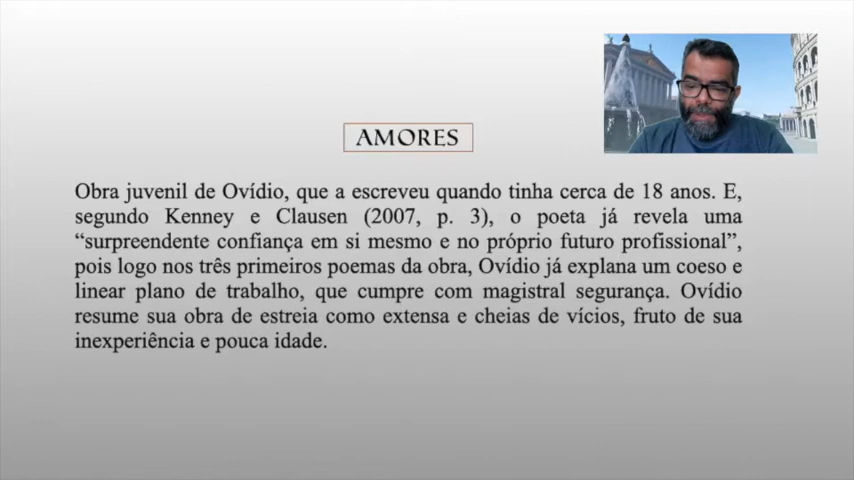 AMORES
Obra juvenil de Ovídio, que a escreveu quando tinha cerca de 18 anos. E,
segundo Kenney e Clausen (2007, p. 3), o poeta já revela uma
“surpreendente confiança em si mesmo e no próprio futuro profissional”,
pois logo nos três primeiros poemas da obra, Ovídio já explana um coeso e
linear plano de trabalho, que cumpre com magistral segurança. Ovídio
resume sua obra de estreia como extensa e cheias de vícios, fruto de sua
inexperiência e pouca idade.